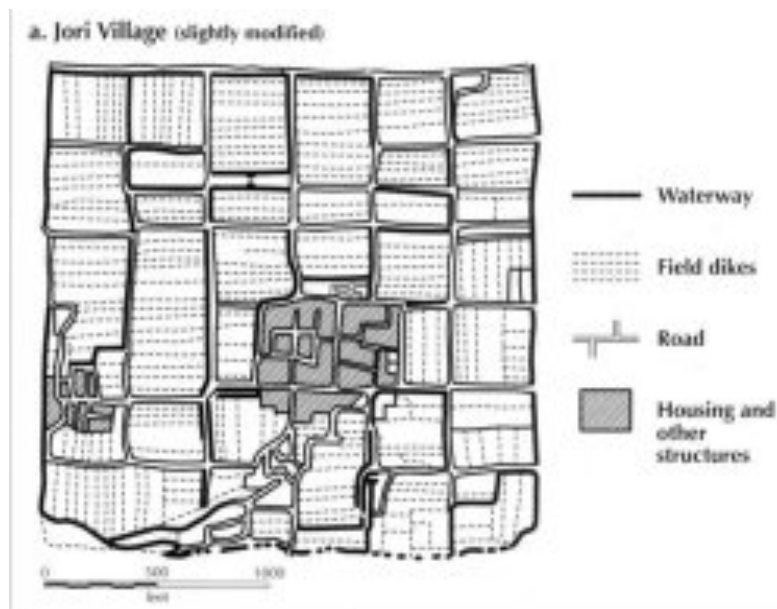 a. Jori Village (slightly modified)
Waterway
Field dikes
Road
Housing and
other
structures
0 500 1000
feet